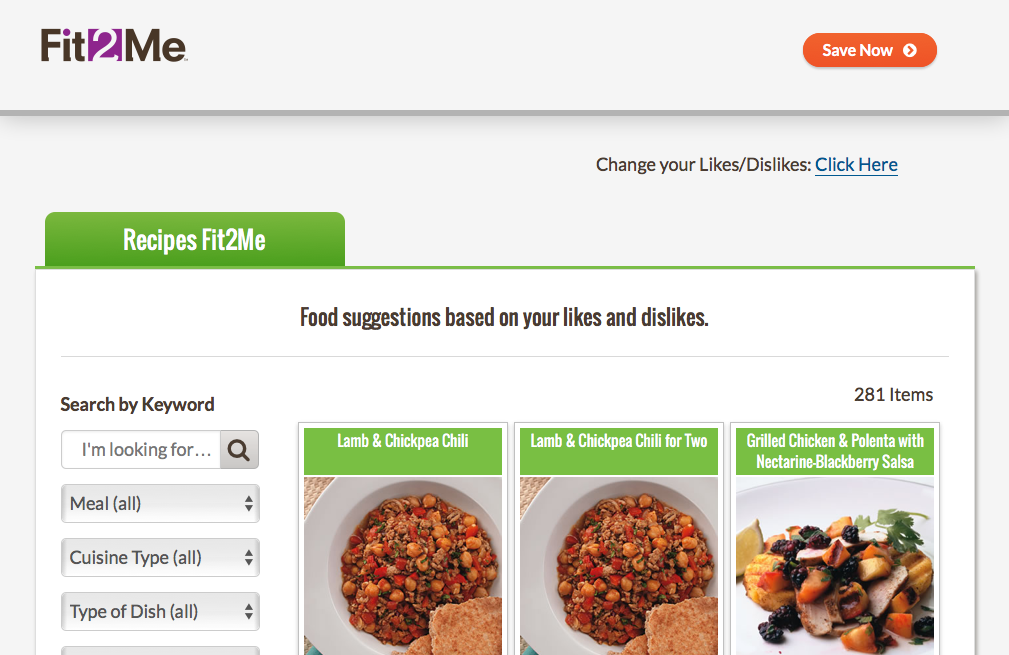 Fit2Me
Save Now
Change your Likes/Dislikes: Click Here
Recipes Fit2Me
Food suggestions based on your likes and dislikes.
281 Items
Search by Keyword
I'm looking for...
Meal (all)
Cuisine Type (all)
Type of Dish (all)
Lamb & Chickpea Chili
Lamb & Chickpea Chili for Two
Grilled Chicken & Polenta with
Nectarine-Blackberry Salsa